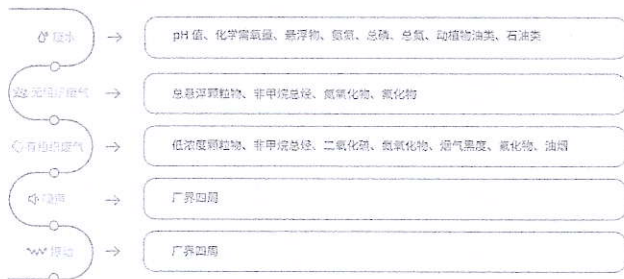 废水
pH 值、化学需氧量、悬浮物、氨氮、总磷、总氮、动植物油类、石油类
无组织废气
总悬浮颗粒物、非甲烷总烃、氮氧化物、氟化物
有组织废气
低浓度颗粒物、非甲烷总烃、二氧化硫、氮氧化物、烟气黑度、氟化物、油烟
噪声
厂界四周
振动
厂界四周